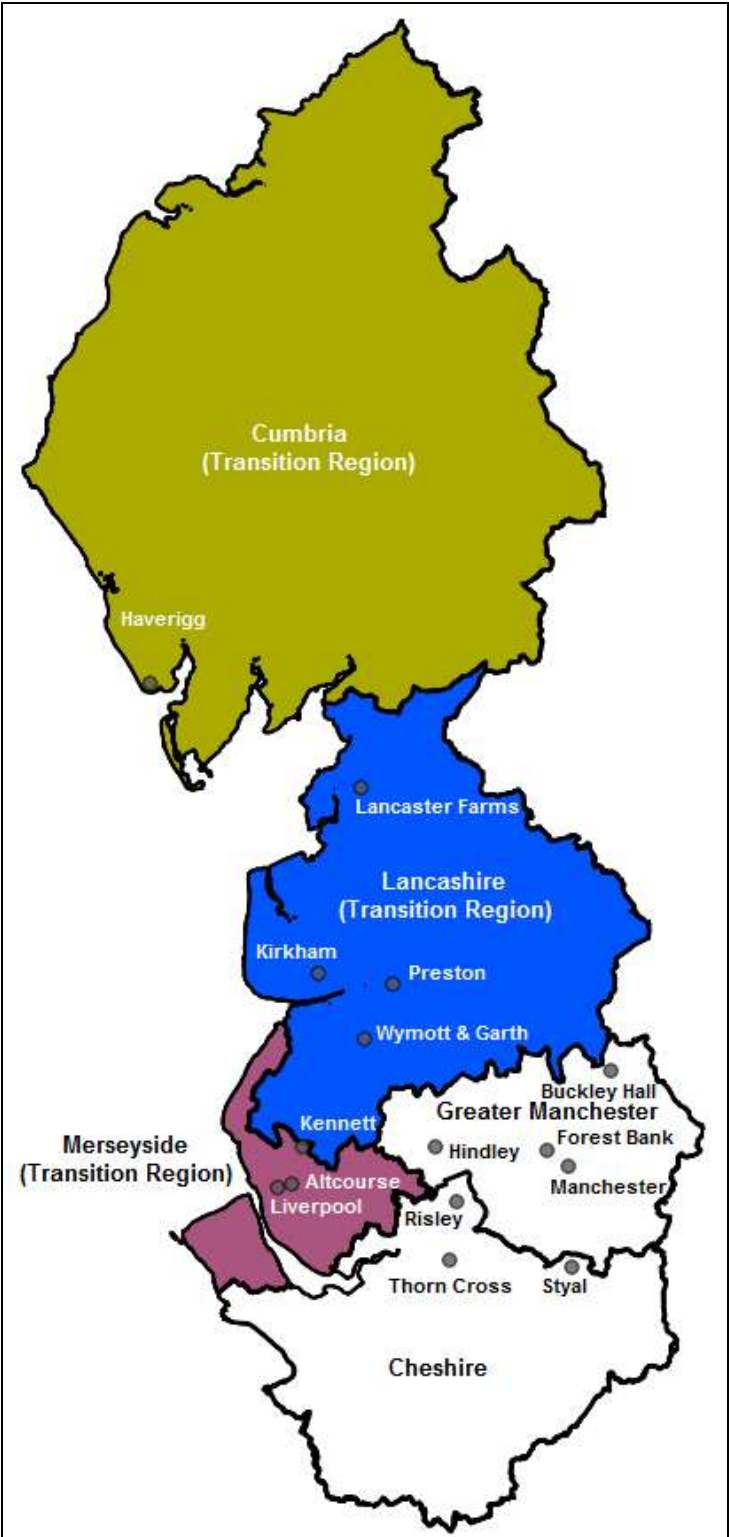 Cumbria
(Transition Region)
Haverigg
Lancaster Farms
Lancashire
(Transition Region)
Kirkham
Preston
Wymott & Garth
Buckley Hall
Greater Manchester
Kennett
Forest Bank
Merseyside
(Transition Region)
Hindley
Altcourse
Manchester
Liverpool
Risley
Thorn Cross
Styal
Cheshire